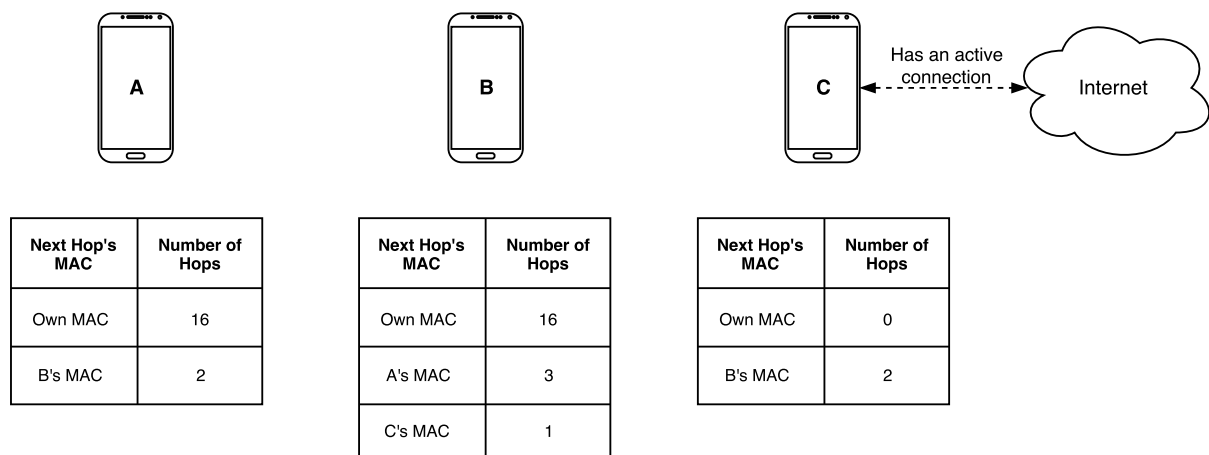 A
B
C
Has an active
connection
Internet
Next Hop's
MAC
Number of
Hops
Own MAC
16
B's MAC
2
Next Hop's
MAC
Number of
Hops
Own MAC
16
A's MAC
3
C's MAC
1
Next Hop's
MAC
Number of
Hops
Own MAC
0
B's MAC
2